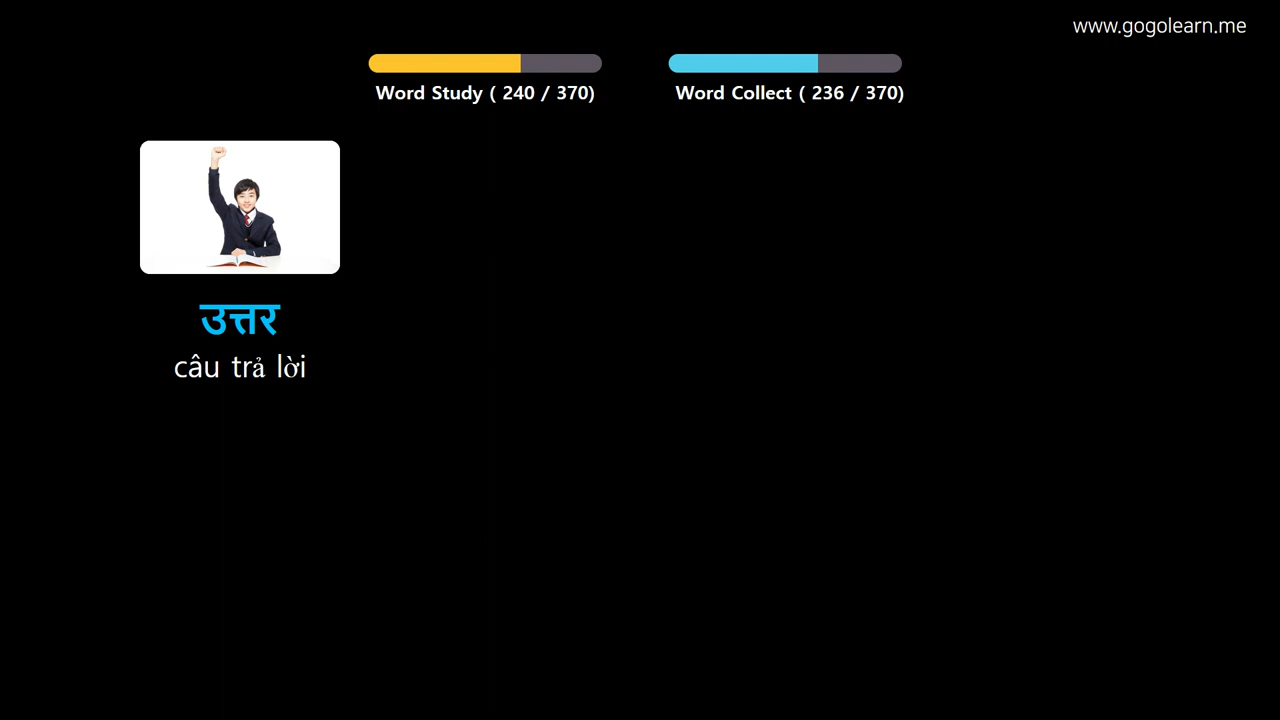 www.gogolearn.me
Word Study ( 240 / 370)
Word Collect ( 236 / 370)
उत्तर
câu trả lời